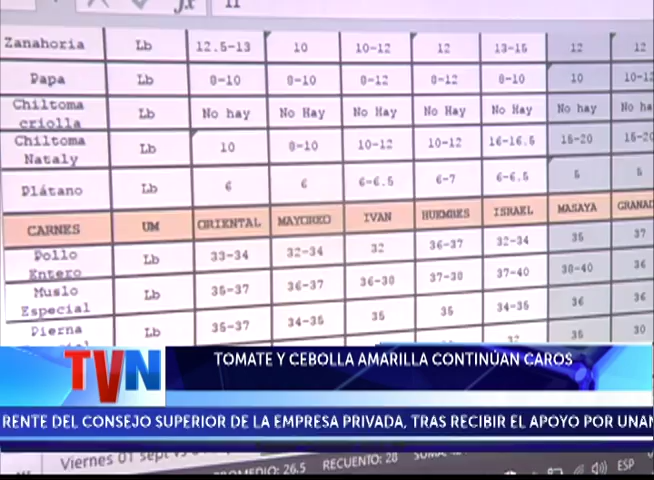 fx 11
Zanahoria Lb 12.5-13 10 10-12 12 13-15 12 12
Papa Lb 8-10 8-12 8-12 8-10 10 10-12
Chiltoma criolla Lb No hay No Hay No Hay No Hay No Hay No hay No ha
Chiltoma Nataly Lb 10 8-10 10-12 10-12 16-16.5 15-20 15-20
Plátano Lb 6 6 6-6.5 6-7 6-6.5 5 5
CARNES UM ORIENTAL MAYOREO IVAN HUEMBES ISRAEL MASAYA GRANAD
Pollo Entero Lb 33-34 32-34 32 36-37 32-34 35 37
Muslo Especial Lb 35-37 36-37 36-38 37-38 37-40 38-40 36
Pierna Lb 35-37 34-35 35 35 34-35 36 36
32 35 30
TVN
TOMATE Y CEBOLLA AMARILLA CONTINÚAN CAROS
RENTE DEL CONSEJO SUPERIOR DE LA EMPRESA PRIVADA, TRAS RECIBIR EL APOYO POR UNAN
Viernes 01 sept
PROMEDIO: 26.5 RECUENTO: 28 SUMA: ESP